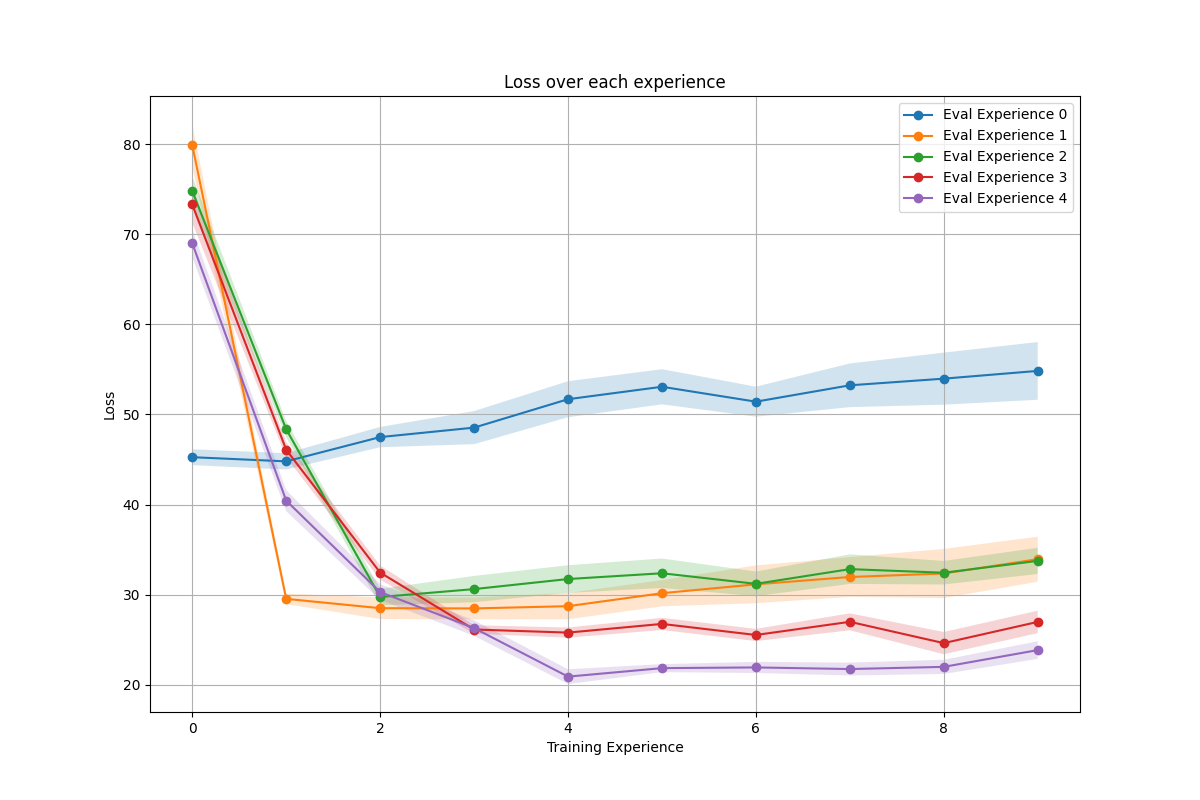 Loss over each experience
Eval Experience 0
Eval Experience 1
Eval Experience 2
Eval Experience 3
Eval Experience 4
80
70
60
50
40
30
20
Loss
0 2 4 6 8
Training Experience